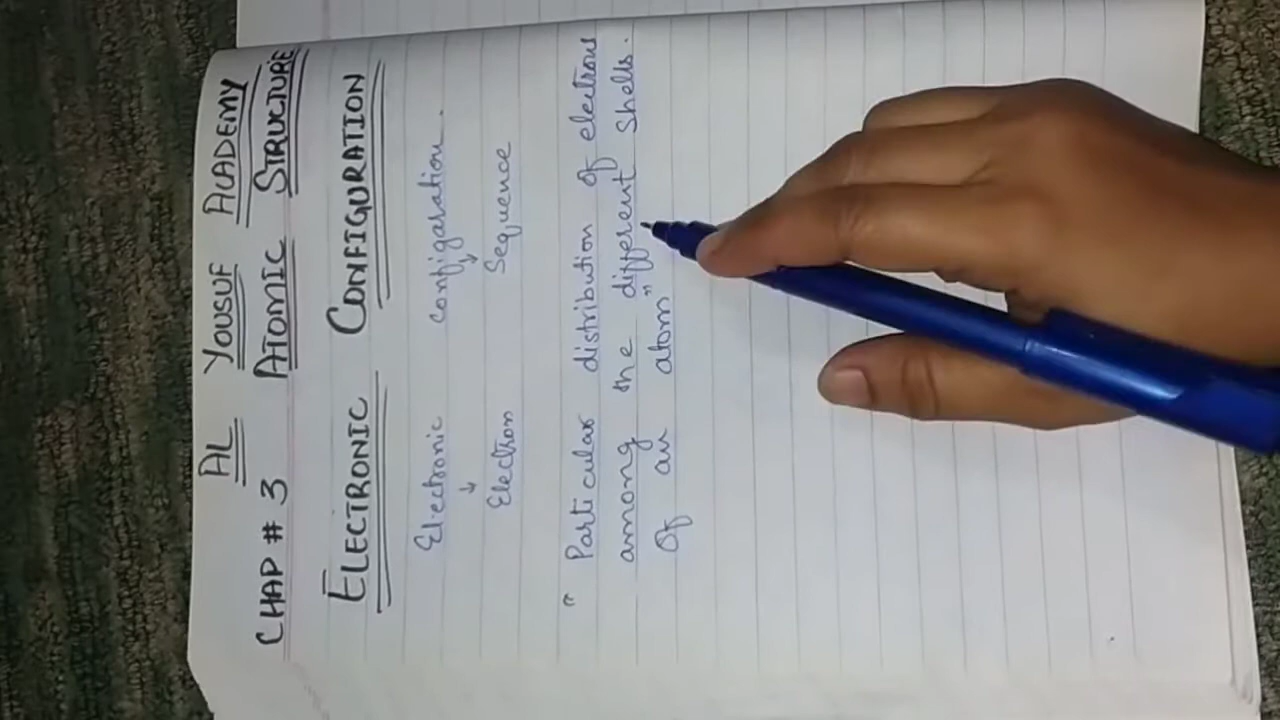 AL YOUSUF ACADEMY
CHAP # 3 ATOMIC STRUCTURE
ELECTRONIC CONFIGURATION
Electronic configaration.
↓ ↓
Electron Sequence
" Particular distribution of electrons
among the different shells.
Of an atom"